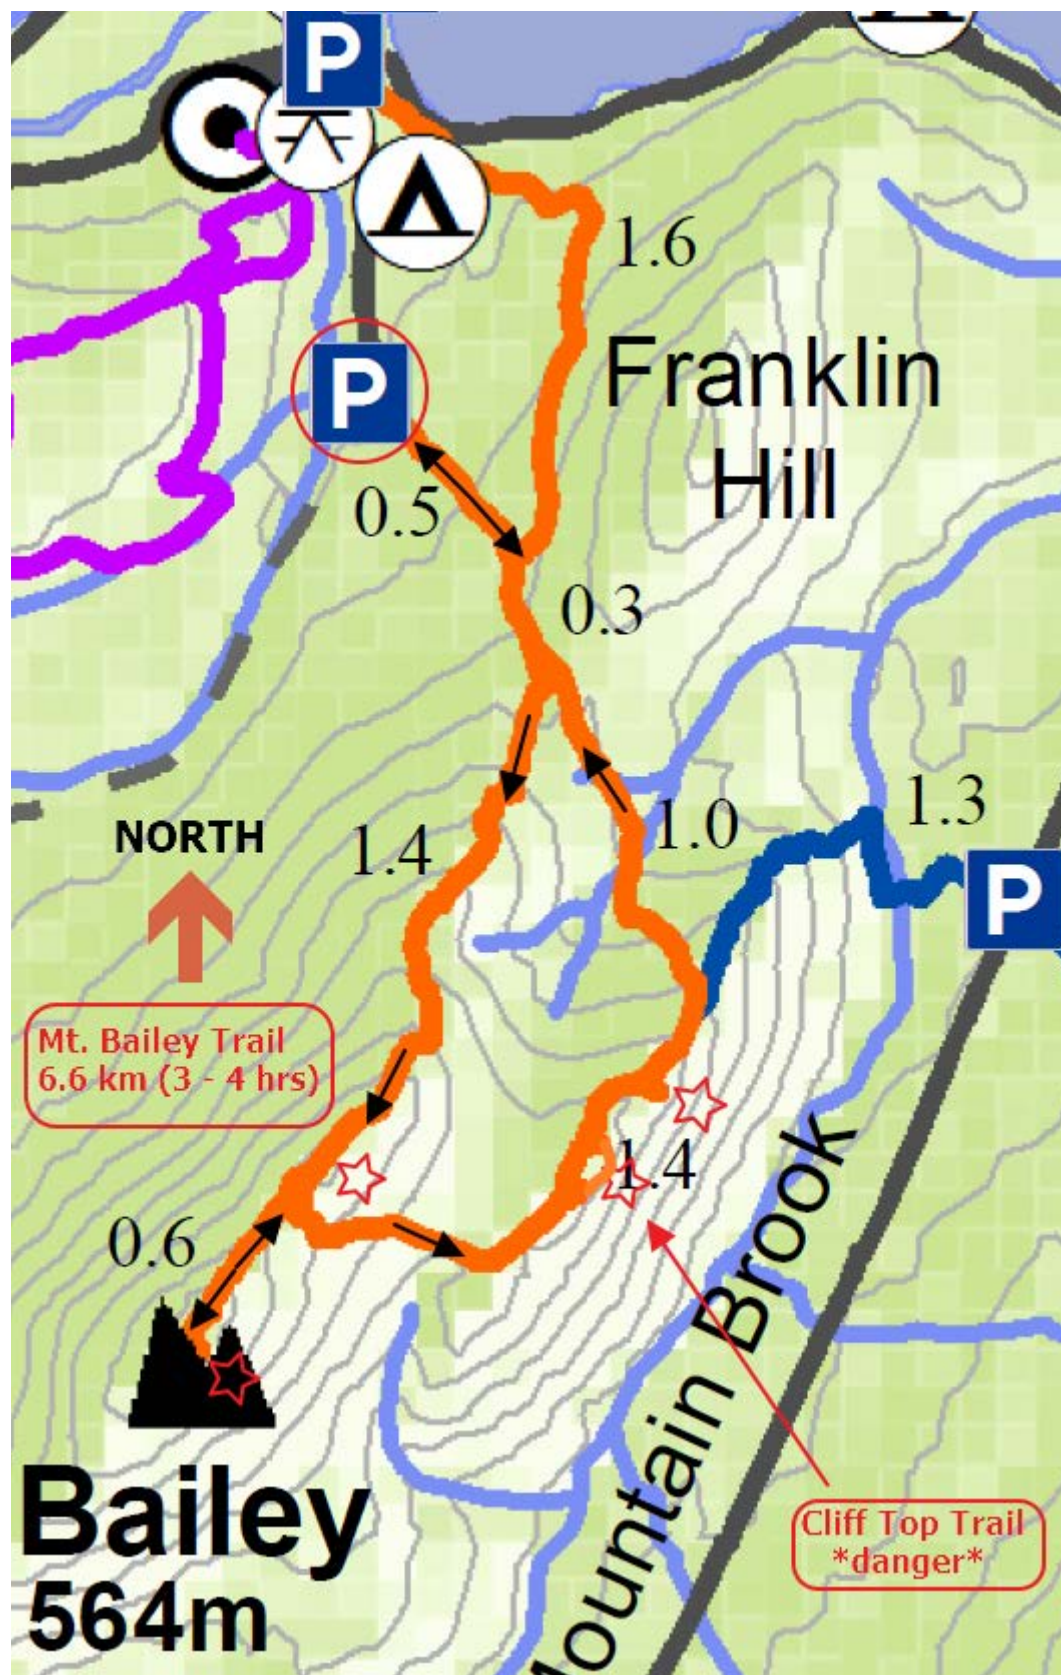 P
1.6
Franklin
Hill
P
0.5
0.3
1.3
1.4
1.0
NORTH
P
Mt. Bailey Trail
6.6 km (3 - 4 hrs)
1.4
0.6
Mountain Brook
Bailey
564m
Cliff Top Trail
*danger*